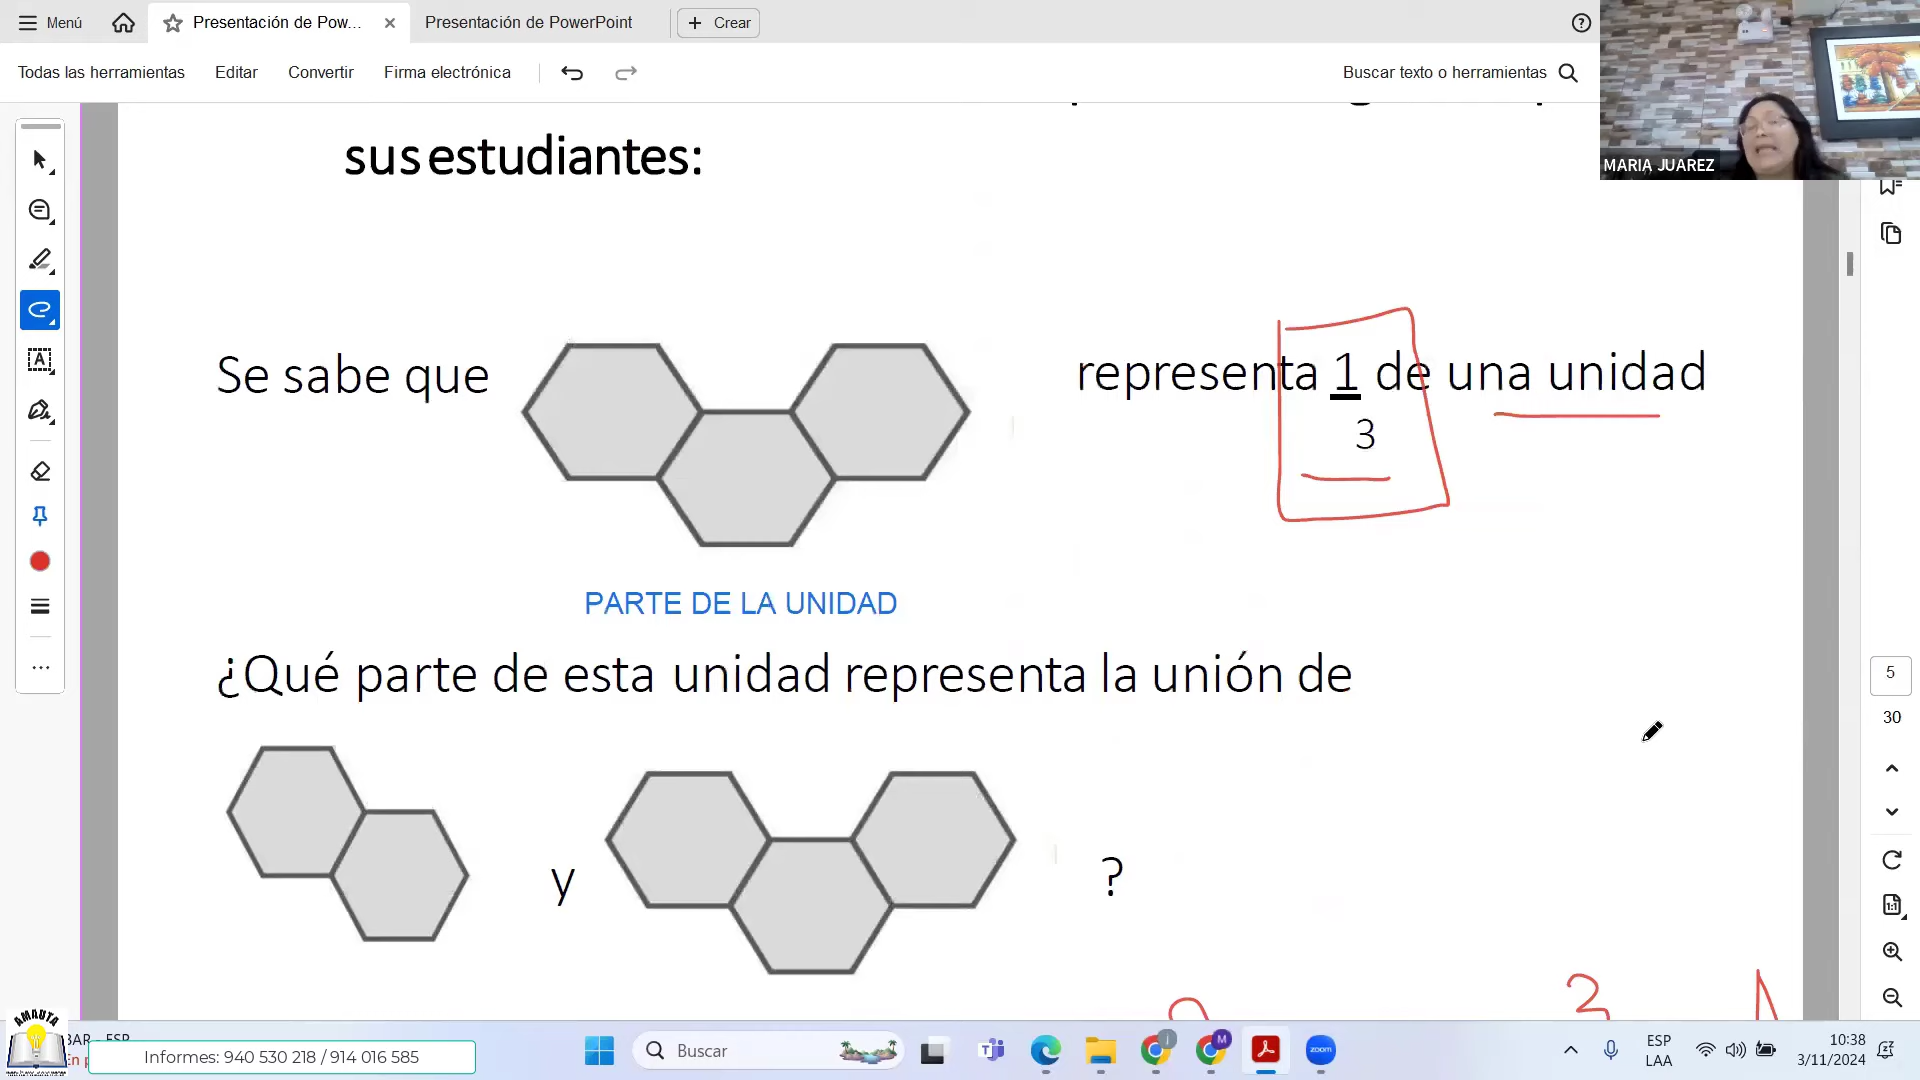 Menú
Presentación de Pow...
Presentación de PowerPoint
Crear
Todas las herramientas
Editar
Convertir
Firma electrónica
Buscar texto o herramientas
MARIA JUAREZ
sus estudiantes:
Se sabe que
representa 1 de una unidad
3
PARTE DE LA UNIDAD
¿Qué parte de esta unidad representa la unión de
y
?
5
30
3
AMAUTA
Informes: 940 530 218 / 914 016 585
Buscar
zoom
ESP
LAA
10:38
3/11/2024